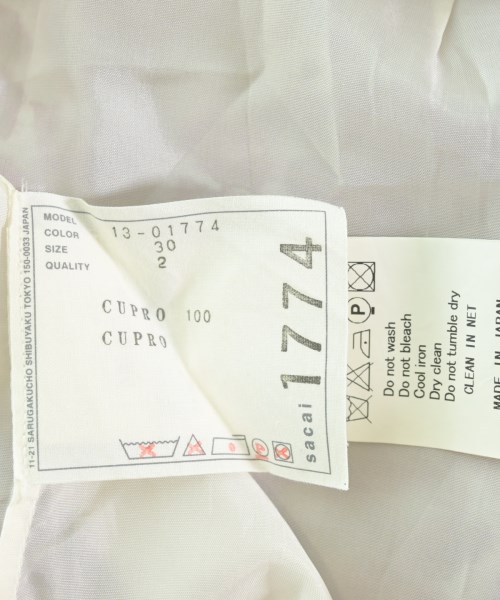 MODEL 13-01774
COLOR 30
SIZE 2
QUALITY
CUPRO 100
CUPRO
sacai 1774
11-21 SARUGAKUCHO SHIBUYAKU TOKYO 150-0033 JAPAN
P
Do not wash
Do not bleach
Cool iron
Dry clean
Do not tumble dry
CLEAN IN NET
MADE IN JAPAN